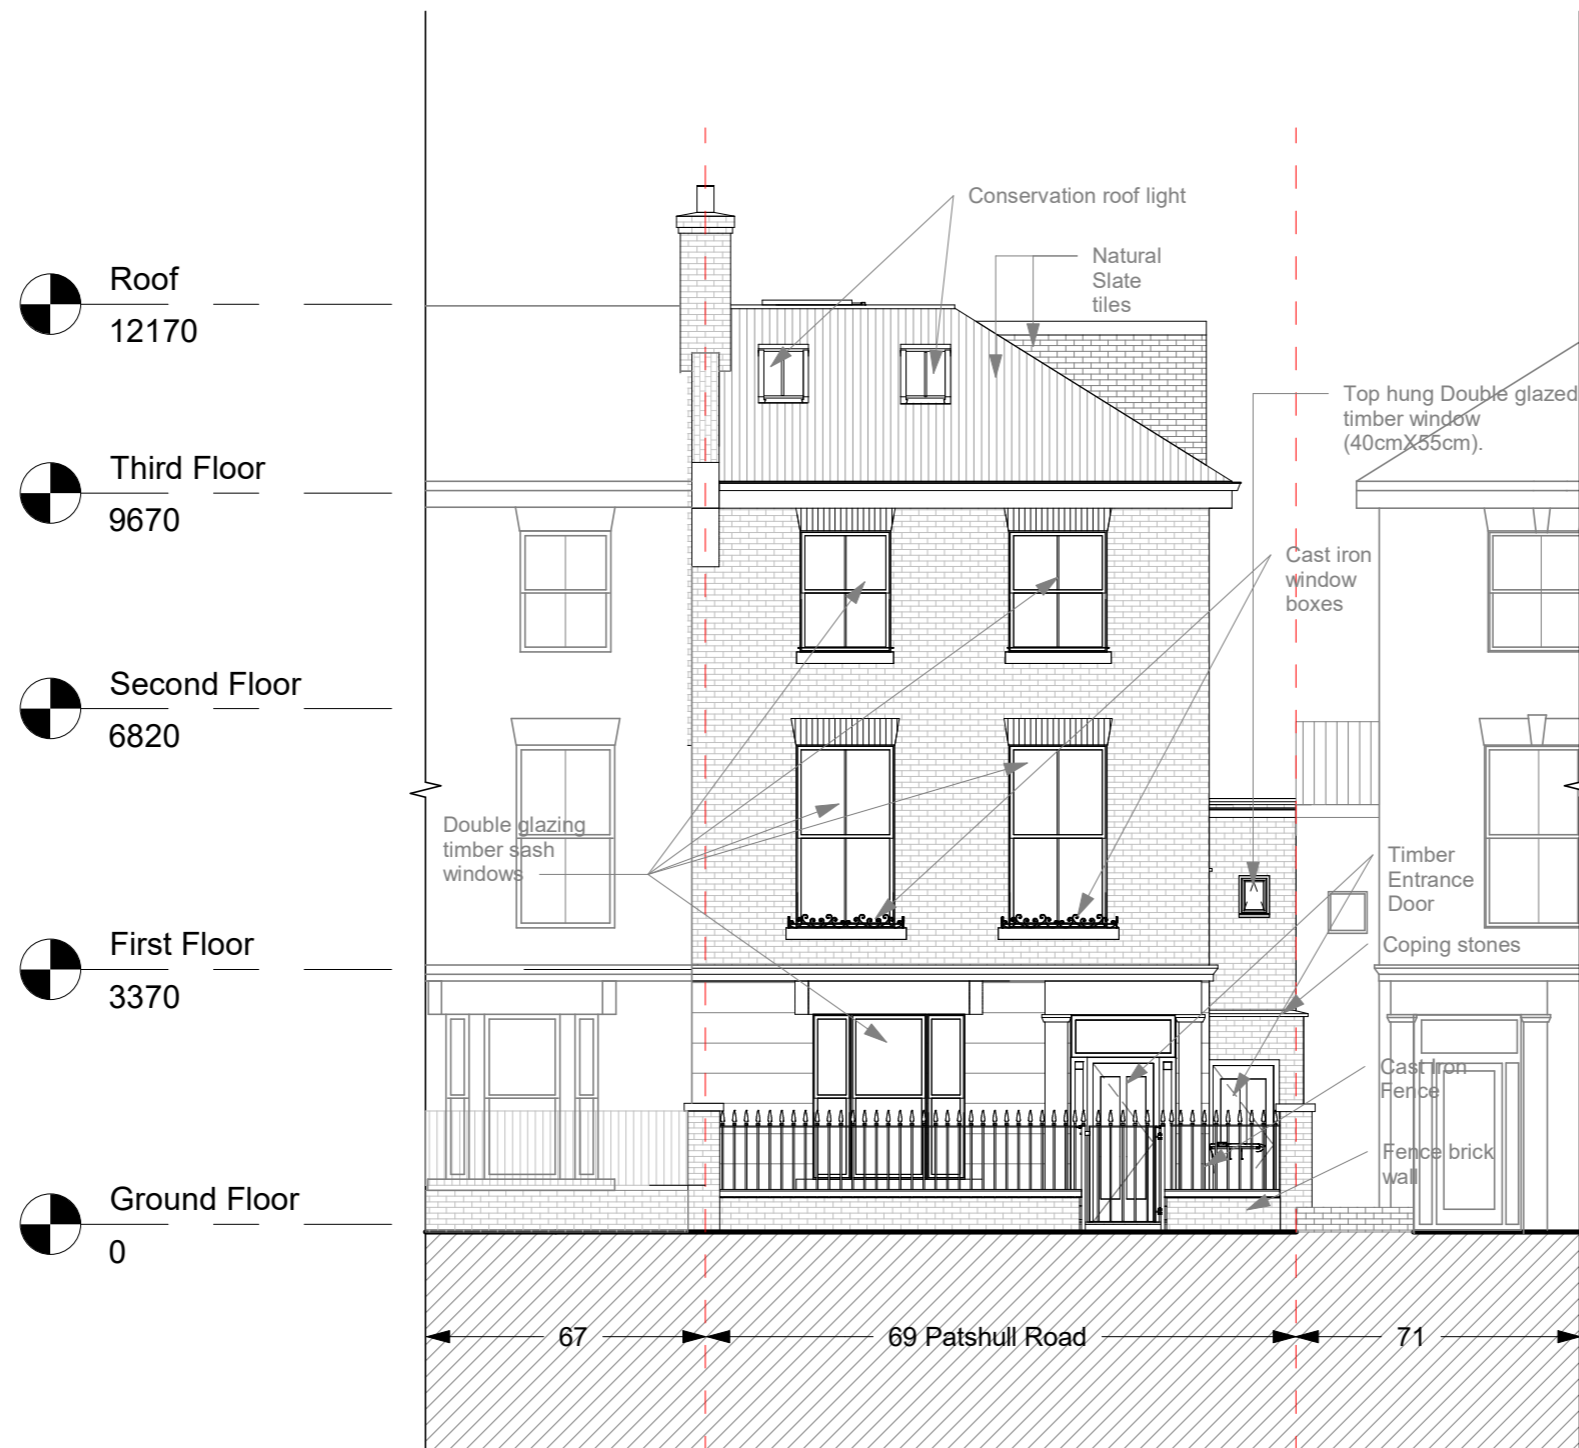 Conservation roof light
Natural
Slate
tiles
Roof
12170
Top hung Double glazed
timber window
(40cmX55cm).
Third Floor
9670
Cast iron
window
boxes
Second Floor
6820
Double glazing
timber sash
windows
Timber
Entrance
Door
First Floor
3370
Coping stones
Cast Iron
Fence
Fence brick
wall
Ground Floor
0
67
69 Patshull Road
71